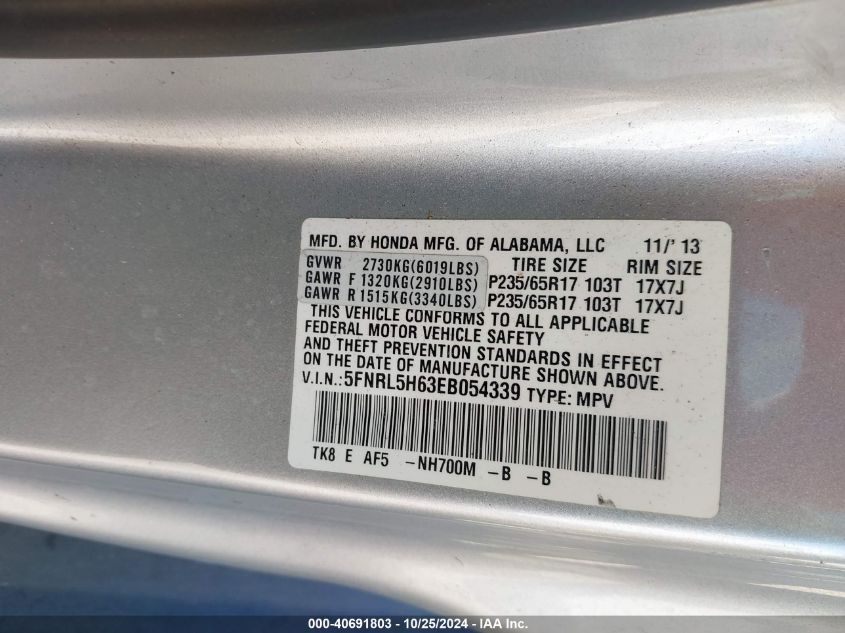 MFD. BY HONDA MFG. OF ALABAMA, LLC 11/'13
GVWR 2730KG(6019LBS) TIRE SIZE RIM SIZE
GAWR F 1320KG(2910LBS) P235/65R17 103T 17X7J
GAWR R 1515KG(3340LBS) P235/65R17 103T 17X7J
THIS VEHICLE CONFORMS TO ALL APPLICABLE
FEDERAL MOTOR VEHICLE SAFETY
AND THEFT PREVENTION STANDARDS IN EFFECT
ON THE DATE OF MANUFACTURE SHOWN ABOVE.
V.I.N.:5FNRL5H63EB054339 TYPE: MPV
TK8 E AF5 -NH700M -B -B
000-40691803 - 10/25/2024 - IAA Inc.